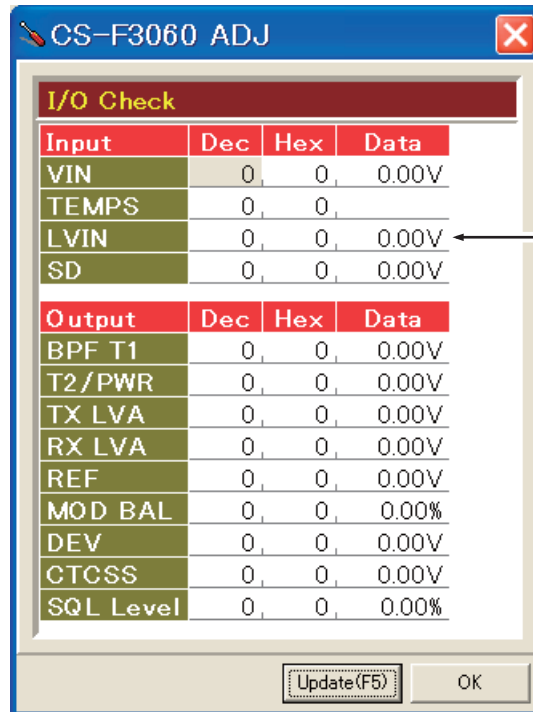 CS-F3060 ADJ
I/O Check
Input Dec Hex Data
VIN 0, 0, 0.00V
TEMPS 0, 0,
LVIN 0, 0, 0.00V
SD 0, 0, 0.00V
Output Dec Hex Data
BPF T1 0, 0, 0.00V
T2/PWR 0, 0, 0.00V
TX LVA 0, 0, 0.00V
RX LVA 0, 0, 0.00V
REF 0, 0, 0.00V
MOD BAL 0, 0, 0.00%
DEV 0, 0, 0.00V
CTCSS 0, 0, 0.00V
SQL Level 0, 0, 0.00%
Update(F5) OK